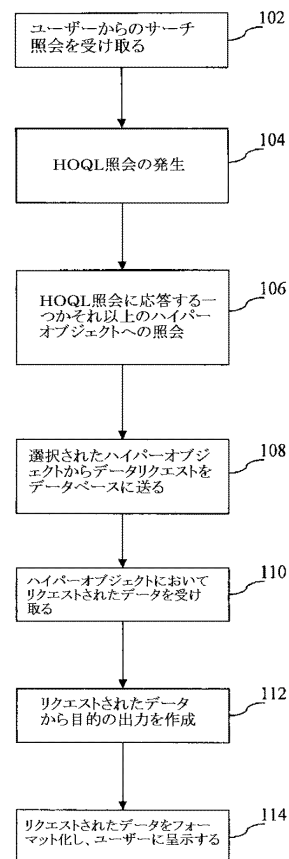 ユーザーからのサーチ
照会を受け取る
102
HOQL照会の発生
104
HOQL照会に応答する一
つかそれ以上のハイパー
オブジェクトへの照会
106
選択されたハイパーオブジ
ェクトからデータリクエストを
データベースに送る
108
ハイパーオブジェクトにおいて
リクエストされたデータを受け
取る
110
リクエストされたデータ
から目的の出力を作成
112
リクエストされたデータをフォー
マット化し、ユーザーに呈示する
114